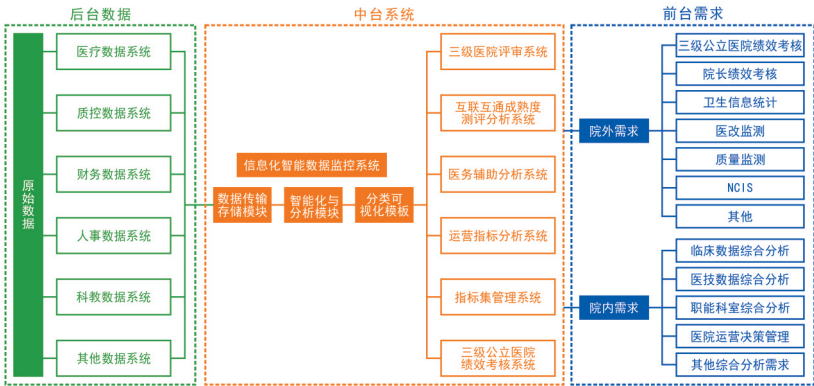 后台数据
中台系统
前台需求
原始数据
医疗数据系统
质控数据系统
财务数据系统
人事数据系统
科教数据系统
其他数据系统
信息化智能数据监控系统
数据传输
存储模块
智能化与
分析模块
分类可
视化模板
三级医院评审系统
互联互通成熟度
测评分析系统
医务辅助分析系统
运营指标分析系统
指标集管理系统
三级公立医院
绩效考核系统
院外需求
三级公立医院绩效考核
院长绩效考核
卫生信息统计
医改监测
质量监测
NCIS
其他
院内需求
临床数据综合分析
医技数据综合分析
职能科室综合分析
医院运营决策管理
其他综合分析需求